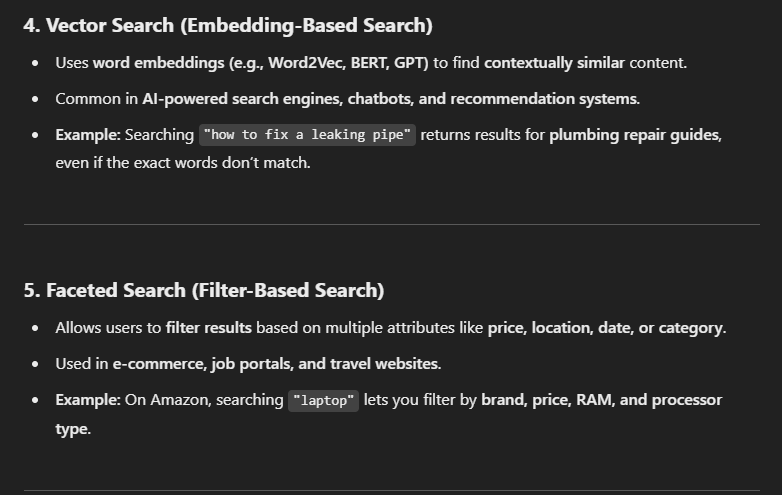 4. Vector Search (Embedding-Based Search)
• Uses word embeddings (e.g., Word2Vec, BERT, GPT) to find contextually similar content.
• Common in AI-powered search engines, chatbots, and recommendation systems.
• Example: Searching "how to fix a leaking pipe" returns results for plumbing repair guides,
even if the exact words don’t match.
5. Faceted Search (Filter-Based Search)
• Allows users to filter results based on multiple attributes like price, location, date, or category.
• Used in e-commerce, job portals, and travel websites.
• Example: On Amazon, searching "laptop" lets you filter by brand, price, RAM, and processor
type.